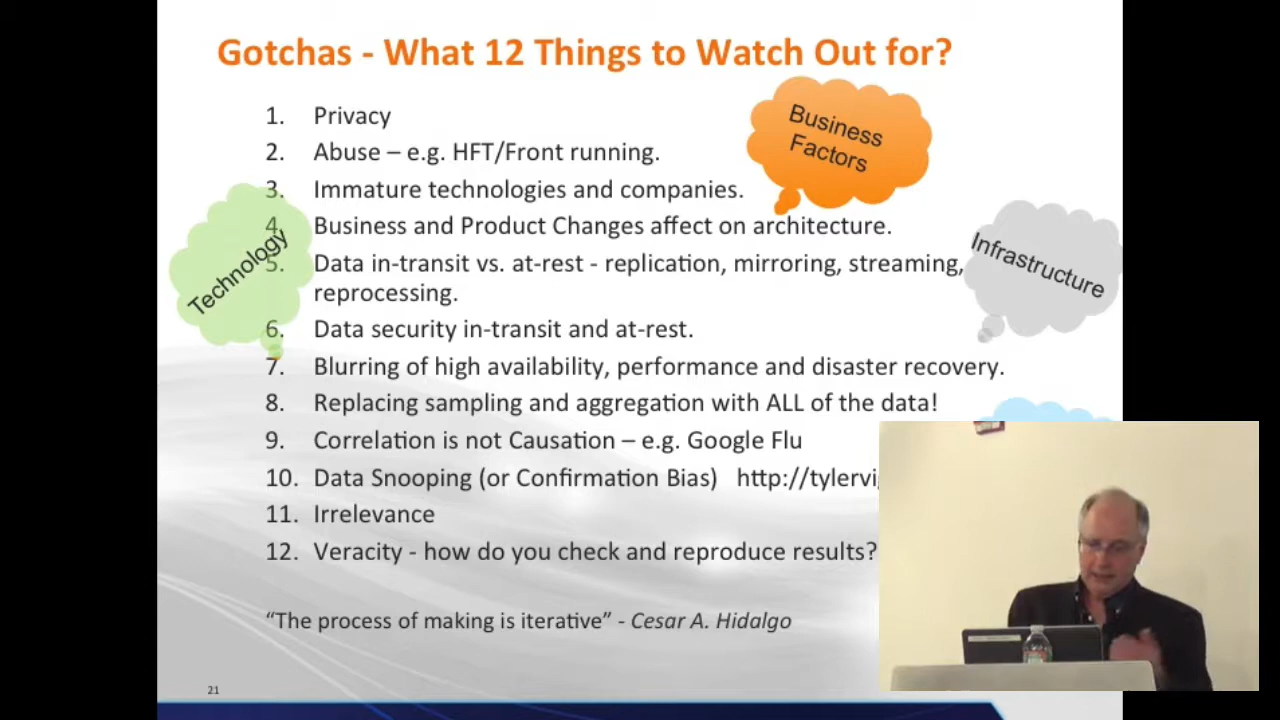 Gotchas - What 12 Things to Watch Out for?
1. Privacy
2. Abuse – e.g. HFT/Front running.
3. Immature technologies and companies.
4. Business and Product Changes affect on architecture.
5. Data in-transit vs. at-rest - replication, mirroring, streaming,
reprocessing.
6. Data security in-transit and at-rest.
7. Blurring of high availability, performance and disaster recovery.
8. Replacing sampling and aggregation with ALL of the data!
9. Correlation is not Causation – e.g. Google Flu
10. Data Snooping (or Confirmation Bias) http://tylervi
11. Irrelevance
12. Veracity - how do you check and reproduce results?
“The process of making is iterative” - Cesar A. Hidalgo
21
Business
Factors
Technology
Infrastructure